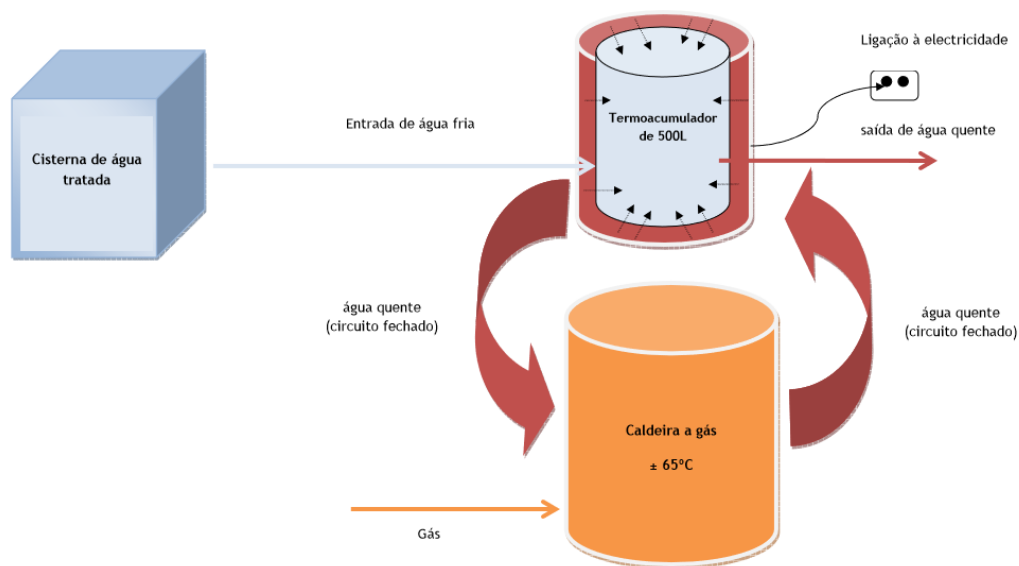 Ligação à electricidade
Termoacumulador
de 500L
Entrada de água fria
saída de água quente
Cisterna de água
tratada
água quente
(circuito fechado)
água quente
(circuito fechado)
Caldeira a gás
± 65ºC
Gás